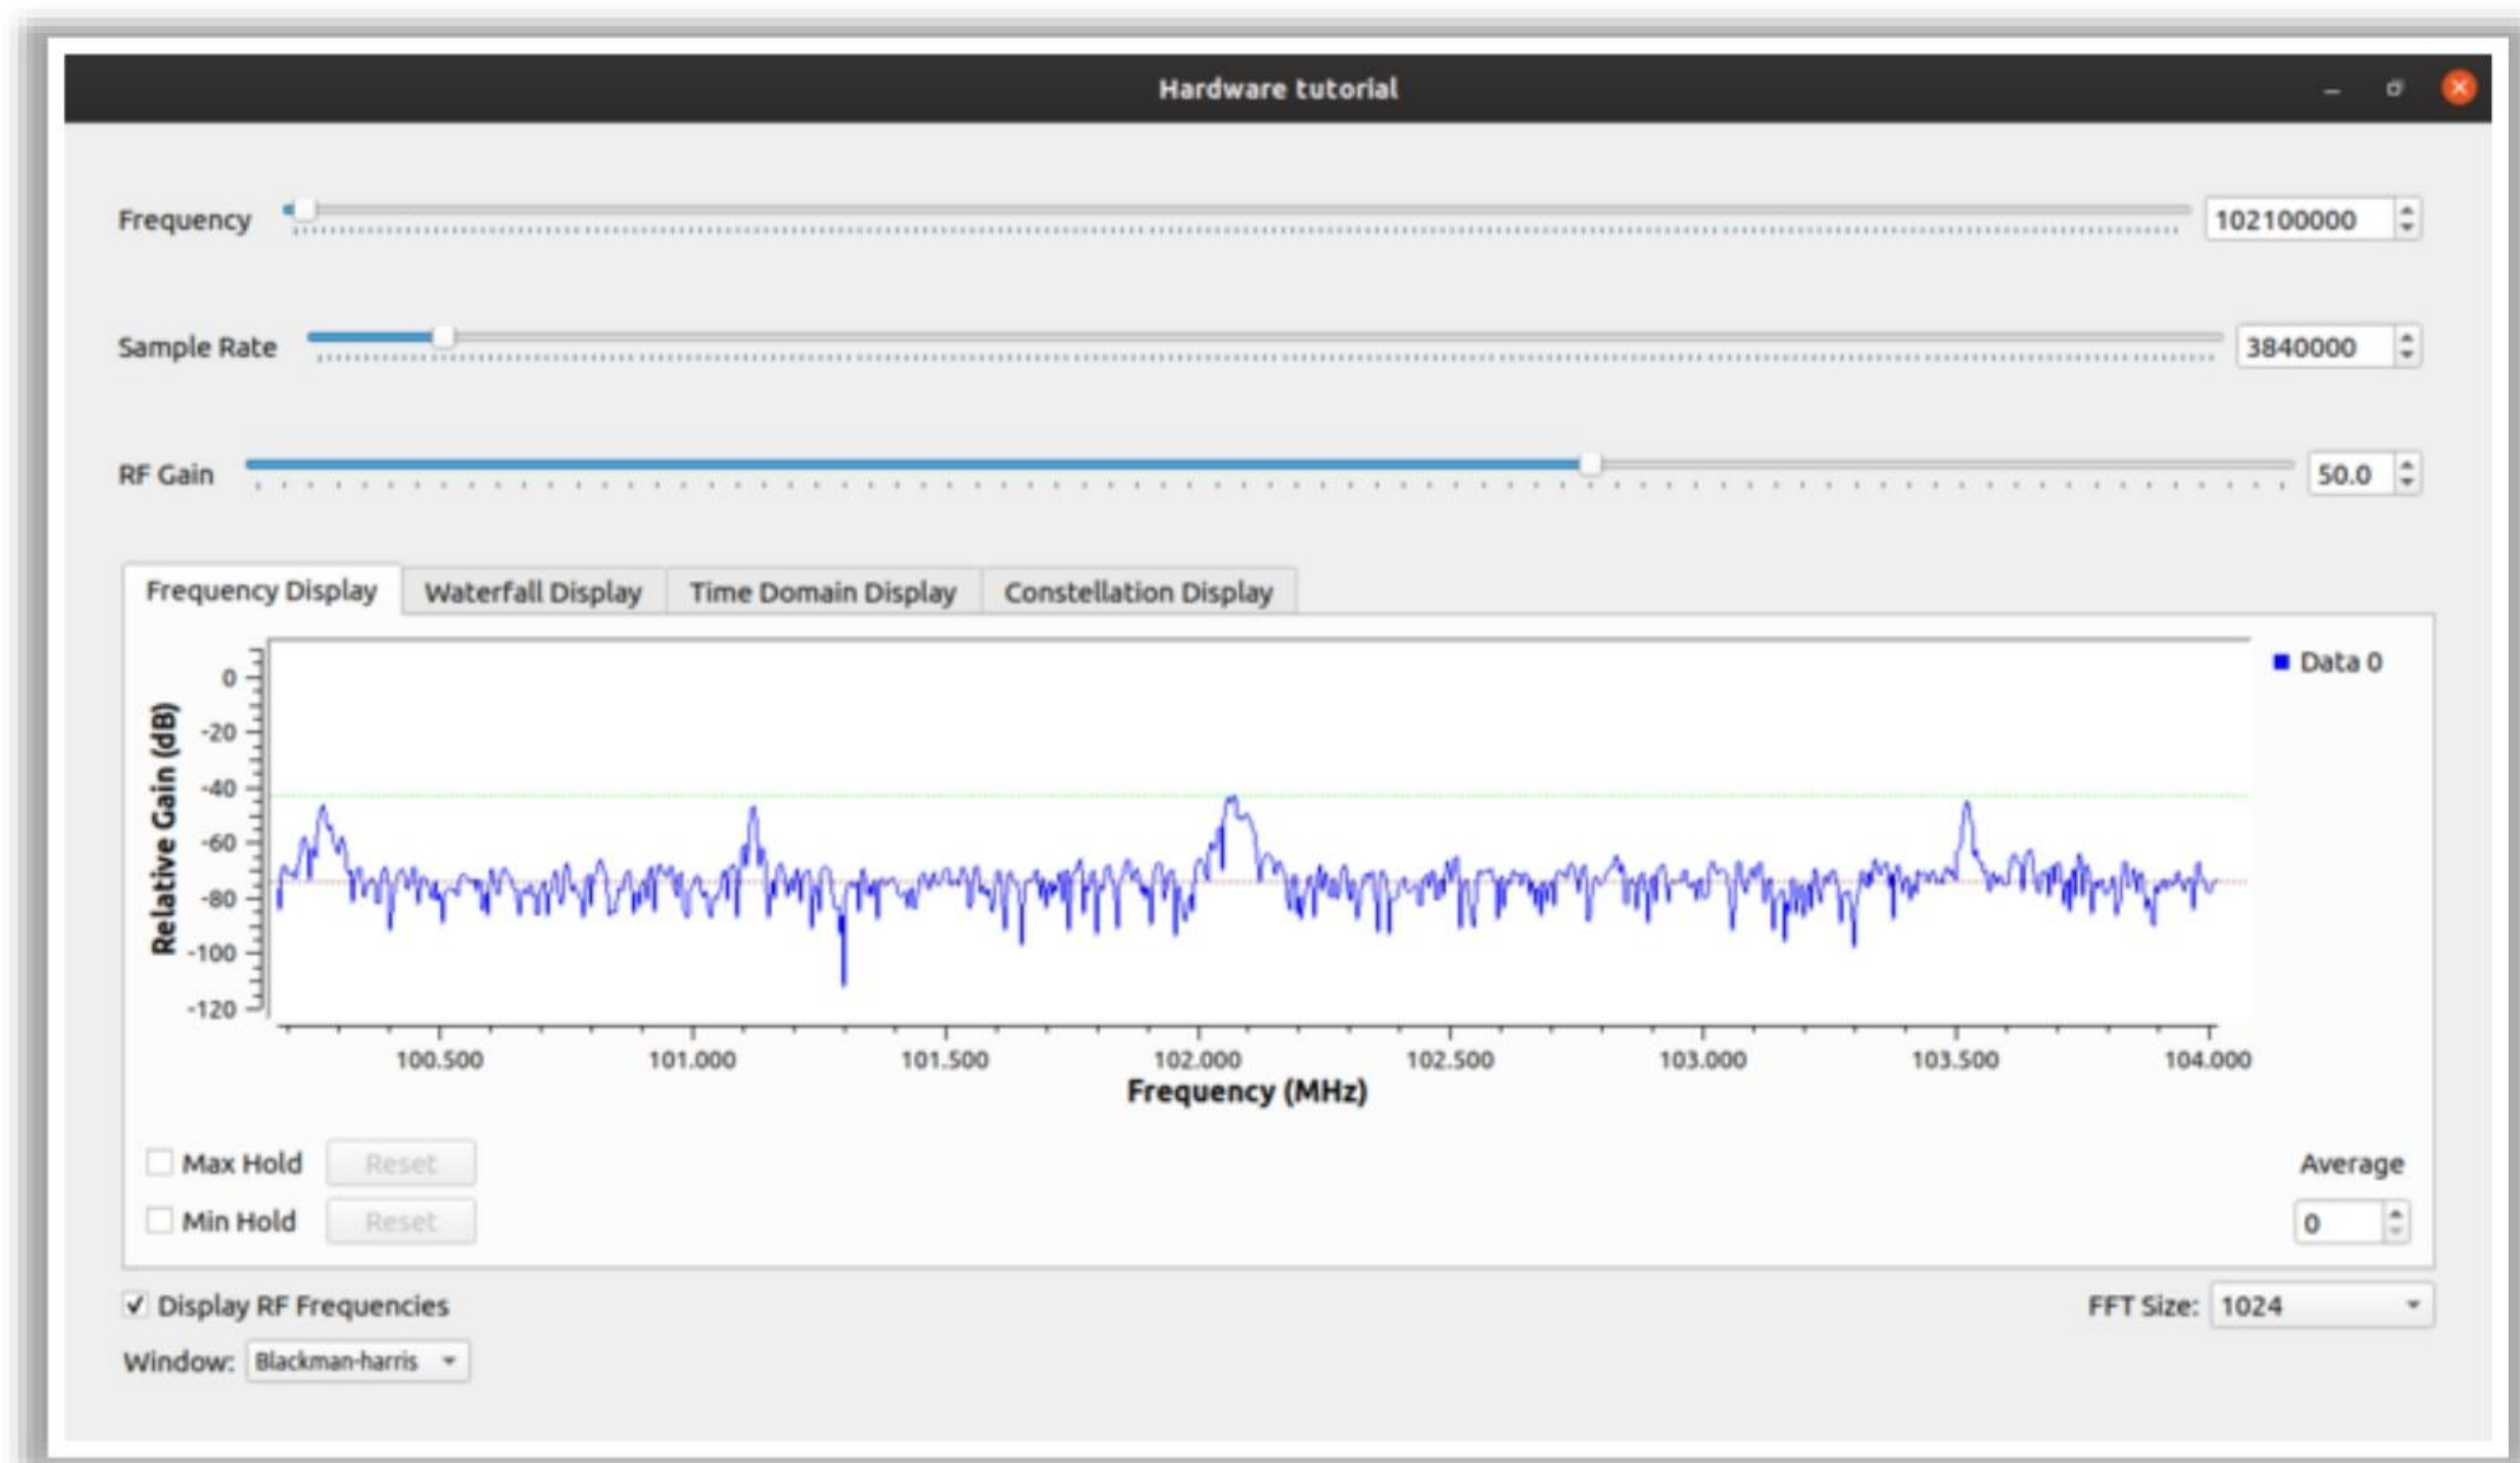 Hardware tutorial
Frequency 102100000
Sample Rate 3840000
RF Gain 50.0
Frequency Display Waterfall Display Time Domain Display Constellation Display
Data 0
Relative Gain (dB)
0
-20
-40
-60
-80
-100
-120
100.500 101.000 101.500 102.000 102.500 103.000 103.500 104.000
Frequency (MHz)
Max Hold Reset Average
Min Hold Reset 0
Display RF Frequencies FFT Size: 1024
Window: Blackman-harris